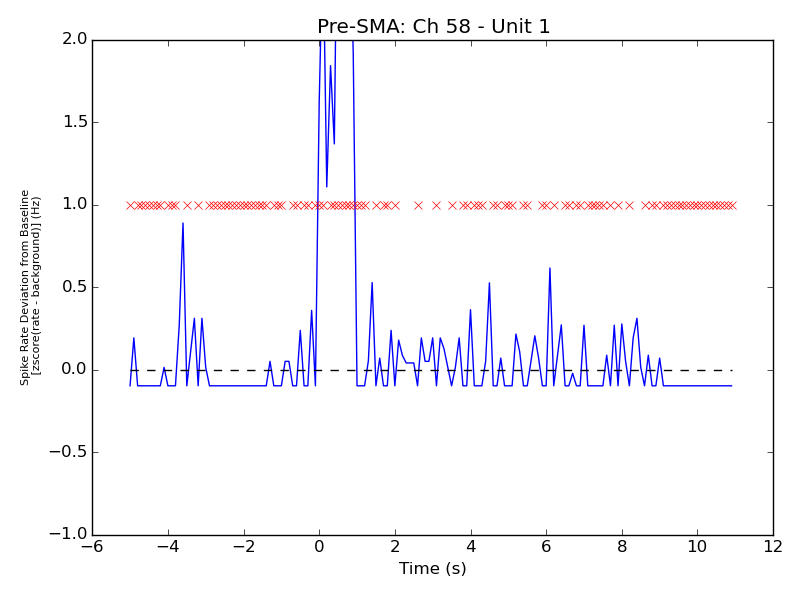 Pre-SMA: Ch 58 - Unit 1
2.0
1.5
1.0
0.5
0.0
−0.5
−1.0
Spike Rate Deviation from Baseline
[zscore(rate - background)] (Hz)
−6 −4 −2 0 2 4 6 8 10 12
Time (s)